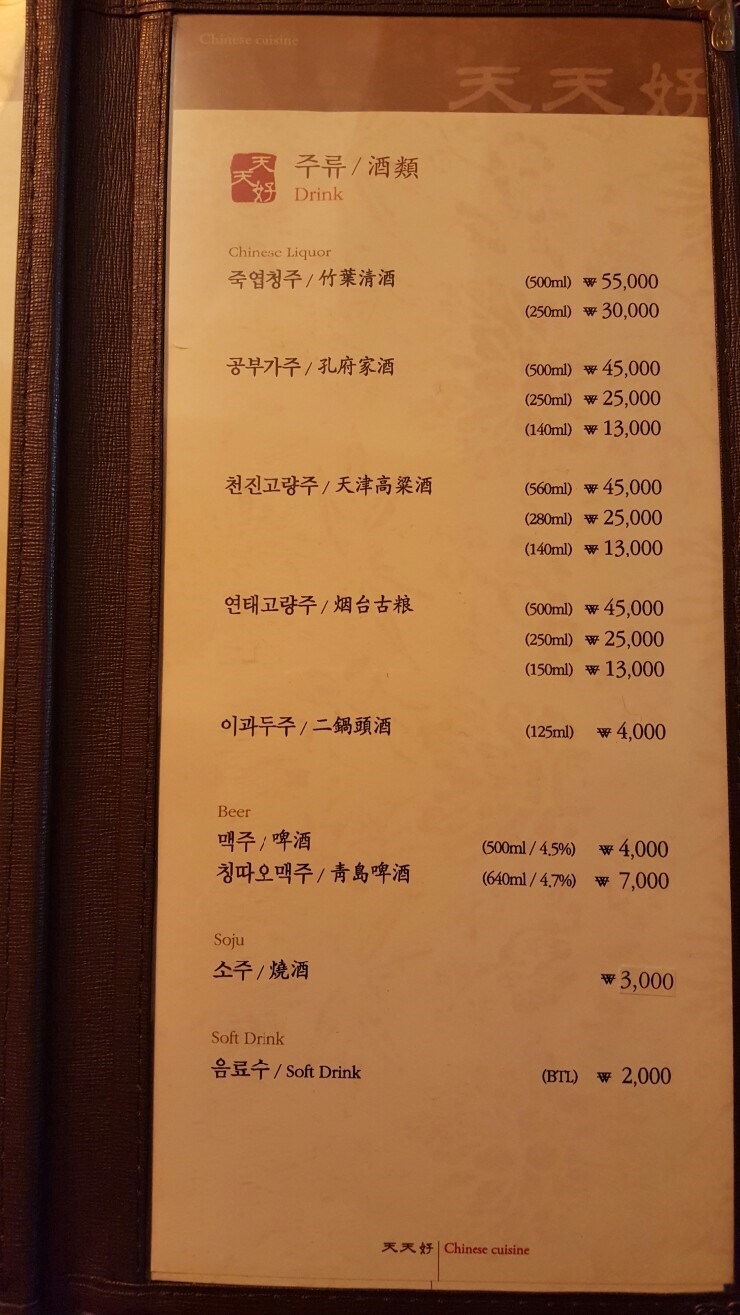 Chinese cuisine
天天好
天天好
주류 / 酒類
Drink
Chinese Liquor
죽엽청주 / 竹葉清酒 (500ml) ₩ 55,000
(250ml) ₩ 30,000
공부가주 / 孔府家酒 (500ml) ₩ 45,000
(250ml) ₩ 25,000
(140ml) ₩ 13,000
천진고량주 / 天津高粱酒 (560ml) ₩ 45,000
(280ml) ₩ 25,000
(140ml) ₩ 13,000
연태고량주 / 烟台古粮 (500ml) ₩ 45,000
(250ml) ₩ 25,000
(150ml) ₩ 13,000
이과두주 / 二鍋頭酒 (125ml) ₩ 4,000
Beer
맥주 / 啤酒 (500ml / 4.5%) ₩ 4,000
칭따오맥주 / 靑島啤酒 (640ml / 4.7%) ₩ 7,000
Soju
소주 / 燒酒 ₩ 3,000
Soft Drink
음료수 / Soft Drink (BTL) ₩ 2,000
天天好 Chinese cuisine